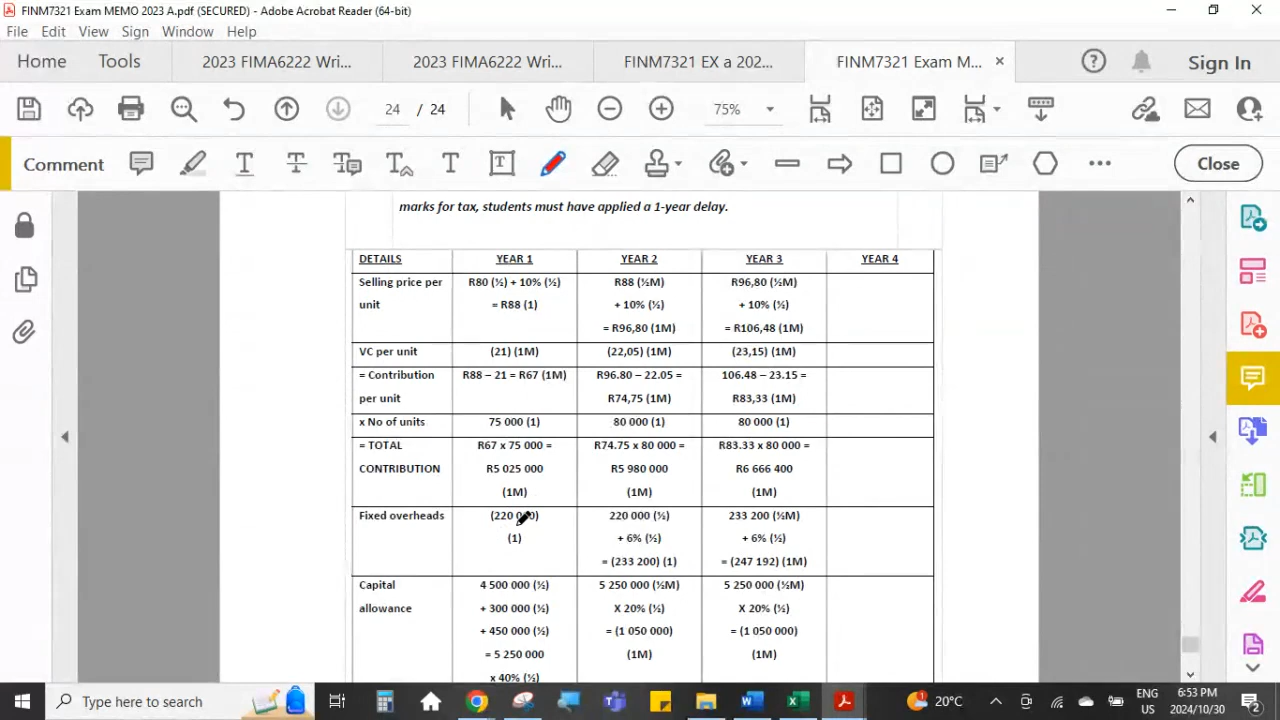 FINM7321 Exam MEMO 2023 A.pdf (SECURED) - Adobe Acrobat Reader (64-bit)
File Edit View Sign Window Help
Home Tools 2023 FIMA6222 Wri... 2023 FIMA6222 Wri... FINM7321 EX a 202... FINM7321 Exam M... × Sign In
24 / 24 75%
Comment Close
marks for tax, students must have applied a 1-year delay.
DETAILS YEAR 1 YEAR 2 YEAR 3 YEAR 4
Selling price per R80 (½) + 10% (½) R88 (½M) R96,80 (½M)
unit = R88 (1) + 10% (½) + 10% (½)
= R96,80 (1M) = R106,48 (1M)
VC per unit (21) (1M) (22,05) (1M) (23,15) (1M)
= Contribution R88 – 21 = R67 (1M) R96.80 – 22.05 = 106.48 – 23.15 =
per unit R74,75 (1M) R83,33 (1M)
x No of units 75 000 (1) 80 000 (1) 80 000 (1)
= TOTAL R67 x 75 000 = R74.75 x 80 000 = R83.33 x 80 000 =
CONTRIBUTION R5 025 000 R5 980 000 R6 666 400
(1M) (1M) (1M)
Fixed overheads (220 000) 220 000 (½) 233 200 (½M)
(1) + 6% (½) + 6% (½)
= (233 200) (1) = (247 192) (1M)
Capital 4 500 000 (½) 5 250 000 (½M) 5 250 000 (½M)
allowance + 300 000 (½) X 20% (½) X 20% (½)
+ 450 000 (½) = (1 050 000) = (1 050 000)
= 5 250 000 (1M) (1M)
x 40% (½)
Type here to search 20°C ENG 6:53 PM
US 2024/10/30 2